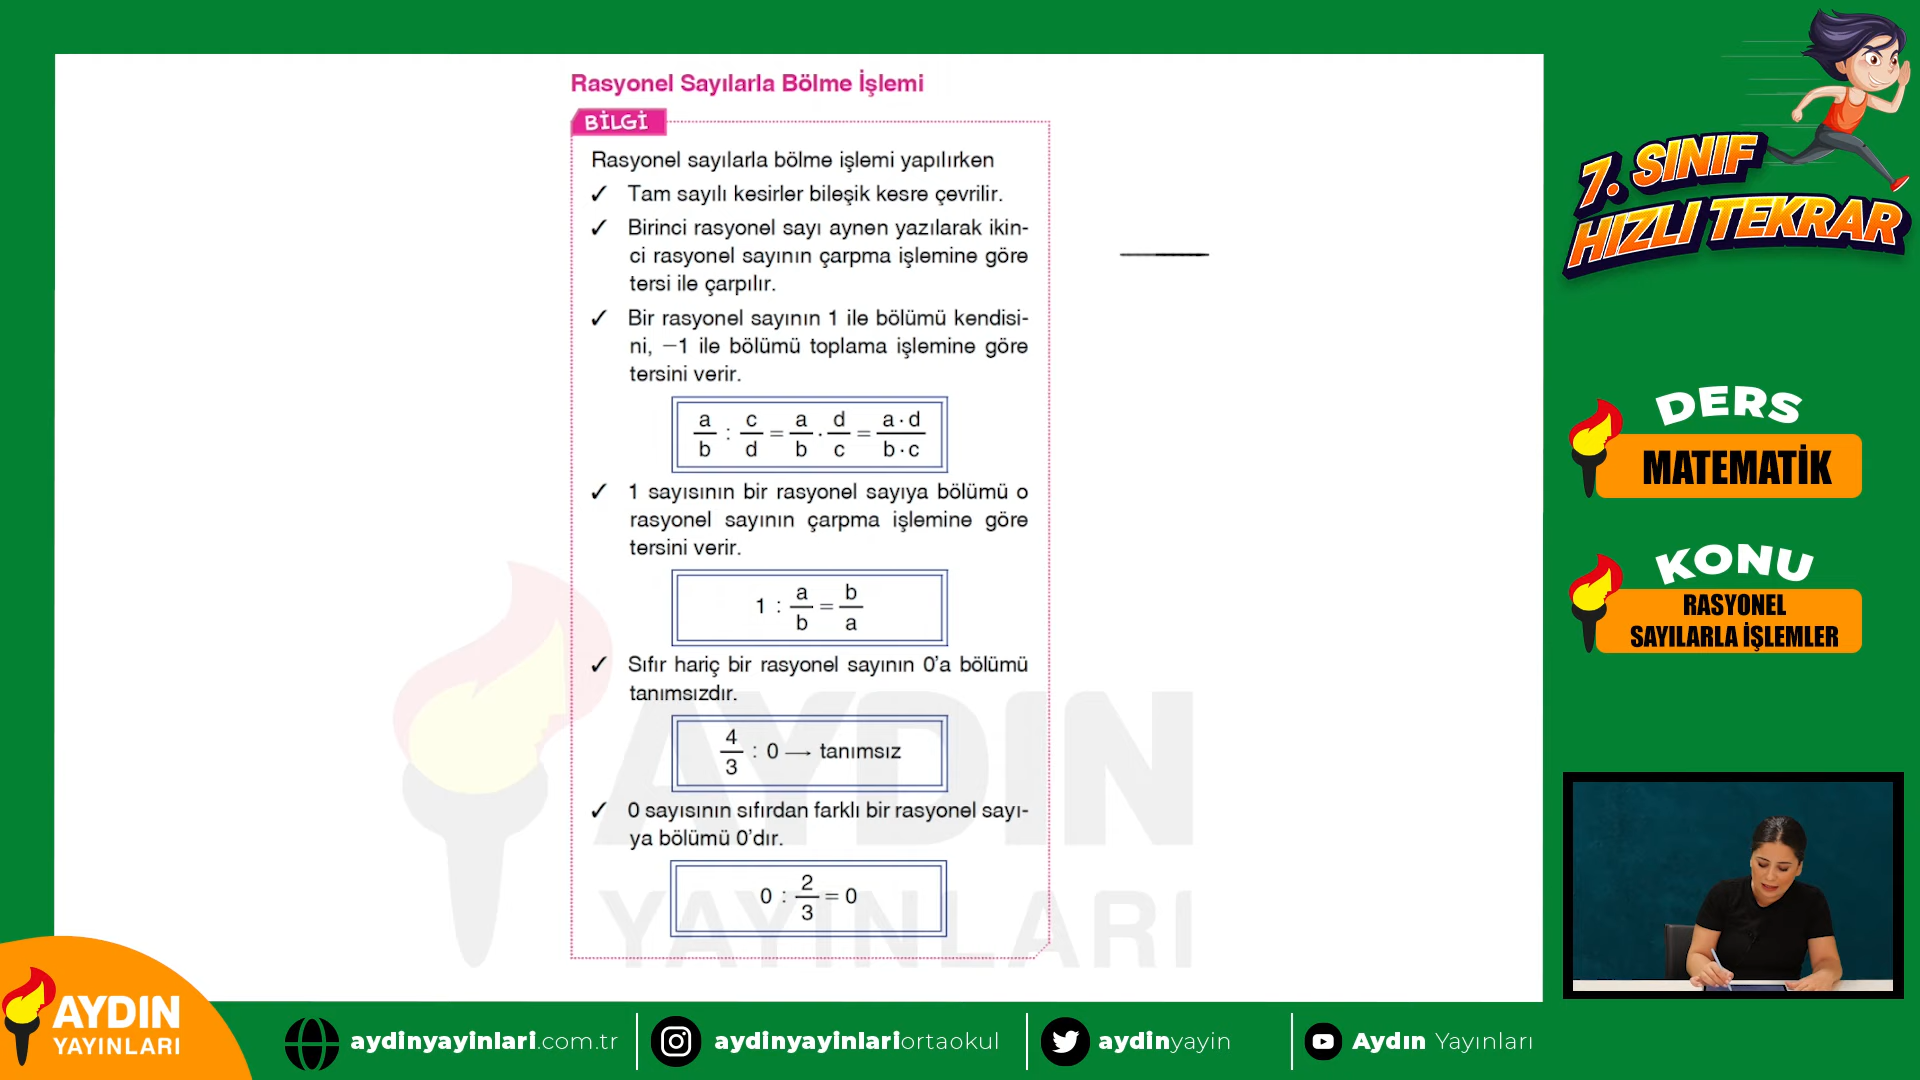 Rasyonel Sayılarla Bölme İşlemi
BİLGİ
Rasyonel sayılarla bölme işlemi yapılırken
✓ Tam sayılı kesirler bileşik kesre çevrilir.
✓ Birinci rasyonel sayı aynen yazılarak ikin-
ci rasyonel sayının çarpma işlemine göre
tersi ile çarpılır.
✓ Bir rasyonel sayının 1 ile bölümü kendisi-
ni, −1 ile bölümü toplama işlemine göre
tersini verir.
a/b : c/d = a/b · d/c = a · d/b · c
✓ 1 sayısının bir rasyonel sayıya bölümü o
rasyonel sayının çarpma işlemine göre
tersini verir.
1 : a/b = b/a
✓ Sıfır hariç bir rasyonel sayının 0’a bölümü
tanımsızdır.
4/3 : 0 → tanımsız
✓ 0 sayısının sıfırdan farklı bir rasyonel sayı-
ya bölümü 0’dır.
0 : 2/3 = 0
AYDIN
YAYINLARI
7. SINIF
HIZLI TEKRAR
DERS
MATEMATİK
KONU
RASYONEL
SAYILARLA İŞLEMLER
AYDIN
YAYINLARI
aydinyayinlari.com.tr
aydinyayinlariortaokul
aydinyayin
Aydın Yayınları